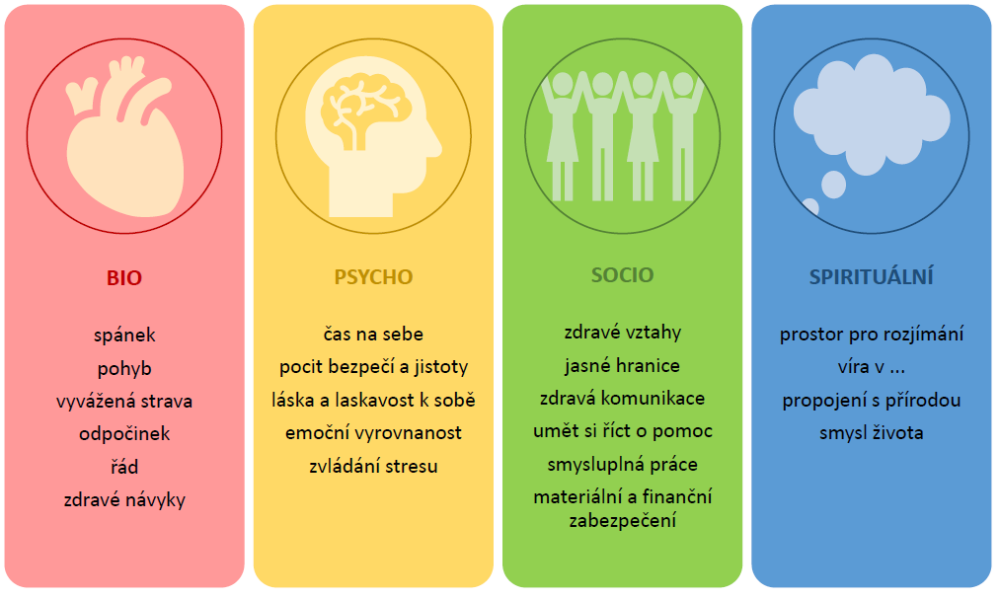 BIO
spánek
pohyb
vyvážená strava
odpočinek
řád
zdravé návyky
PSYCHO
čas na sebe
pocit bezpečí a jistoty
láska a laskavost k sobě
emoční vyrovnanost
zvládání stresu
SOCIO
zdravé vztahy
jasné hranice
zdravá komunikace
umět si říct o pomoc
smysluplná práce
materiální a finanční
zabezpečení
SPIRITUÁLNÍ
prostor pro rozjímání
víra v ...
propojení s přírodou
smysl života